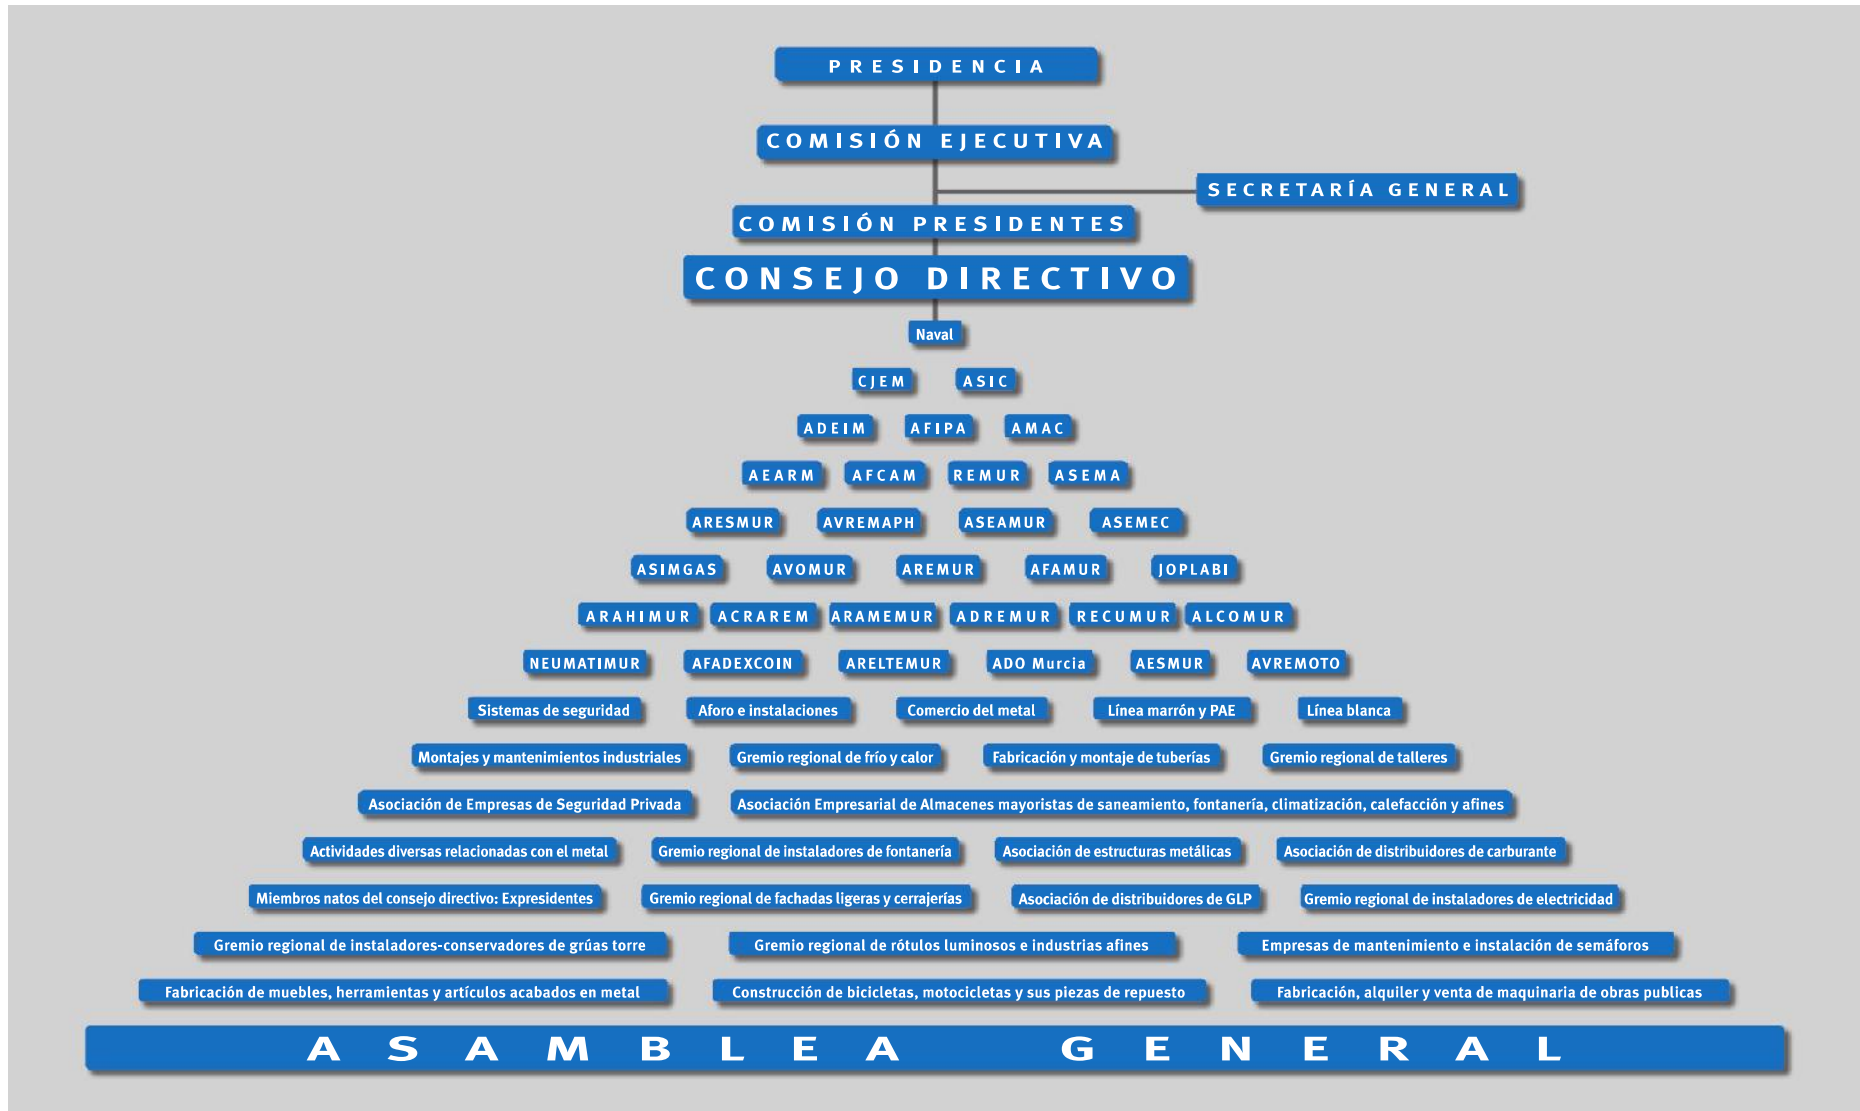 PRESIDENCIA
COMISIÓN EJECUTIVA
SECRETARÍA GENERAL
COMISIÓN PRESIDENTES
CONSEJO DIRECTIVO
Naval
CJEM ASIC
ADEIM AFIPA AMAC
AEARM AFCAM REMUR ASEMA
ARESMUR AVREMAPH ASEAMUR ASEMEC
ASIMGAS AVOMUR AREMUR AFAMUR JOPLABI
ARAHIMUR ACRAREM ARAMEMUR ADREMUR RECUMUR ALCOMUR
NEUMATIMUR AFADEXCOIN ARELTEMUR ADO Murcia AESMUR AVREMOTO
Sistemas de seguridad Aforo e instalaciones Comercio del metal Línea marrón y PAE Línea blanca
Montajes y mantenimientos industriales Gremio regional de frío y calor Fabricación y montaje de tuberías Gremio regional de talleres
Asociación de Empresas de Seguridad Privada Asociación Empresarial de Almacenes mayoristas de saneamiento, fontanería, climatización, calefacción y afines
Actividades diversas relacionadas con el metal Gremio regional de instaladores de fontanería Asociación de estructuras metálicas Asociación de distribuidores de carburante
Miembros natos del consejo directivo: Expresidentes Gremio regional de fachadas ligeras y cerrajerías Asociación de distribuidores de GLP Gremio regional de instaladores de electricidad
Gremio regional de instaladores-conservadores de grúas torre Gremio regional de rótulos luminosos e industrias afines Empresas de mantenimiento e instalación de semáforos
Fabricación de muebles, herramientas y artículos acabados en metal Construcción de bicicletas, motocicletas y sus piezas de repuesto Fabricación, alquiler y venta de maquinaria de obras publicas
ASAMBLEA GENERAL